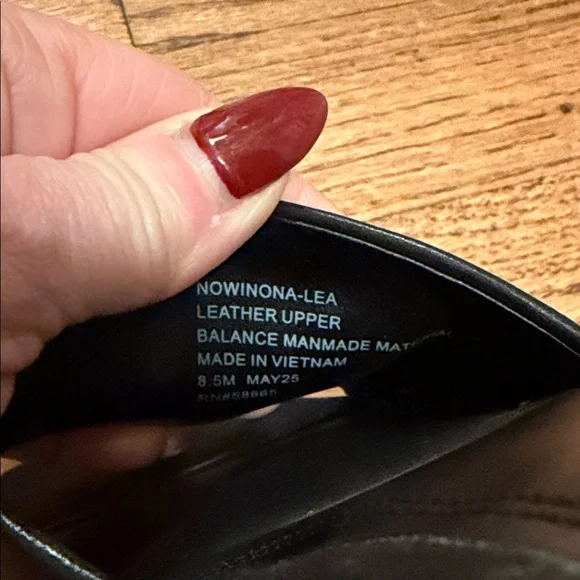 NOWINONA-LEA
LEATHER UPPER
BALANCE MANMADE
MADE IN VIETNAM
8.5M MAY25